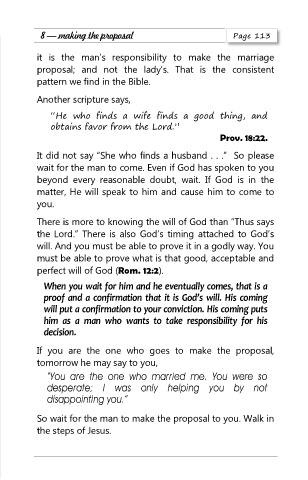 8 — making the proposal Page 113
it is the man's responsibility to make the marriage
proposal; and not the lady's. That is the consistent
pattern we find in the Bible.
Another scripture says,
"He who finds a wife finds a good thing, and
obtains favor from the Lord."
Prov. 18:22.
It did not say "She who finds a husband . . ." So please
wait for the man to come. Even if God has spoken to you
beyond every reasonable doubt, wait. If God is in the
matter, He will speak to him and cause him to come to
you.
There is more to knowing the will of God than "Thus says
the Lord." There is also God's timing attached to God's
will. And you must be able to prove it in a godly way. You
must be able to prove what is that good, acceptable and
perfect will of God (Rom. 12:2).
When you wait for him and he eventually comes, that is a
proof and a confirmation that it is God's will. His coming
will put a confirmation to your conviction. His coming puts
him as a man who wants to take responsibility for his
decision.
If you are the one who goes to make the proposal,
tomorrow he may say to you,
"You are the one who married me. You were so
desperate; I was only helping you by not
disappointing you."
So wait for the man to make the proposal to you. Walk in
the steps of Jesus.